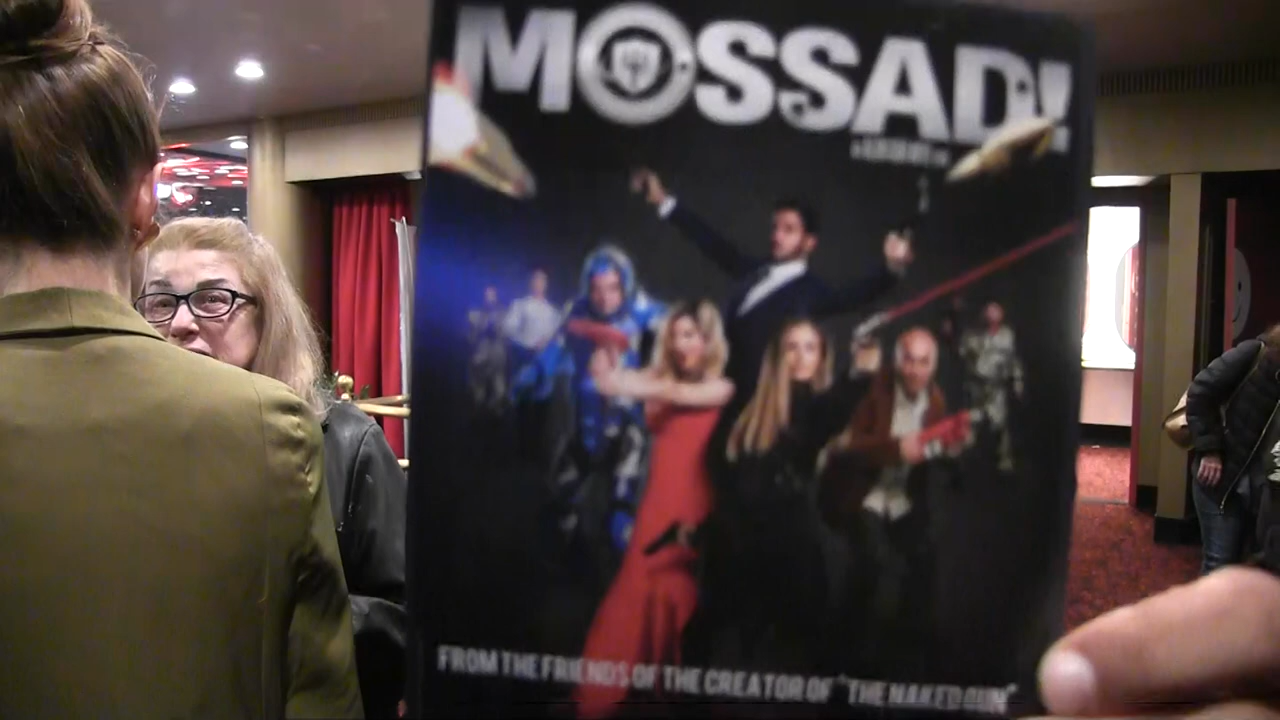 MOSSAD!
FROM THE FRIENDS OF THE CREATOR OF "THE NAKED GUN"